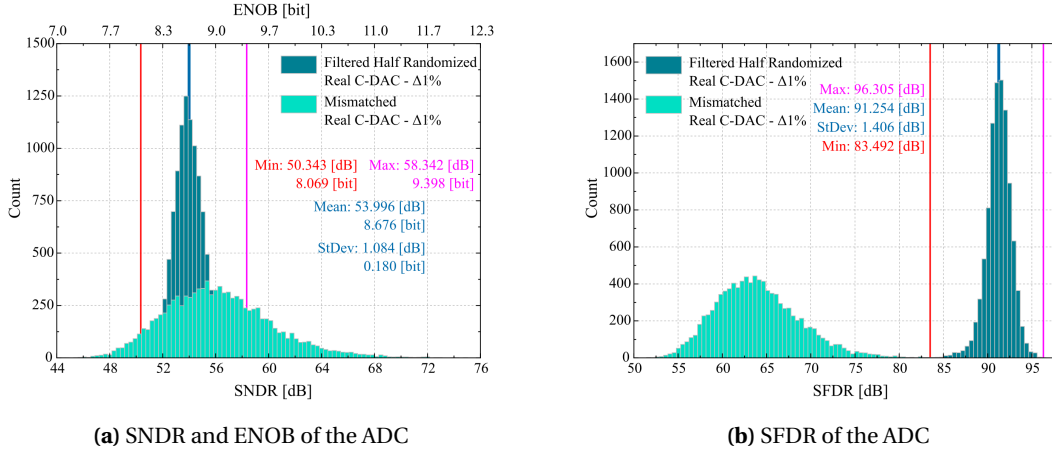 ENOB [bit]
7.0 7.8 8.3 9.0 9.7 10.3 11.0 11.7 12.3
1500
1250
1000
750
500
250
0
Count
Filtered Half Randomized
Real C-DAC - Δ1%
Mismatched
Real C-DAC - Δ1%
Min: 50.343 [dB] Max: 58.342 [dB]
8.069 [bit] 9.398 [bit]
Mean: 53.996 [dB]
8.676 [bit]
StDev: 1.084 [dB]
0.180 [bit]
44 48 52 56 60 64 68 72 76
SNDR [dB]
(a) SNDR and ENOB of the ADC
1600
1400
1200
1000
800
600
400
200
0
Count
Filtered Half Randomized
Real C-DAC - Δ1%
Mismatched
Real C-DAC - Δ1%
Max: 96.305 [dB]
Mean: 91.254 [dB]
StDev: 1.406 [dB]
Min: 83.492 [dB]
50 55 60 65 70 75 80 85 90 95
SFDR [dB]
(b) SFDR of the ADC